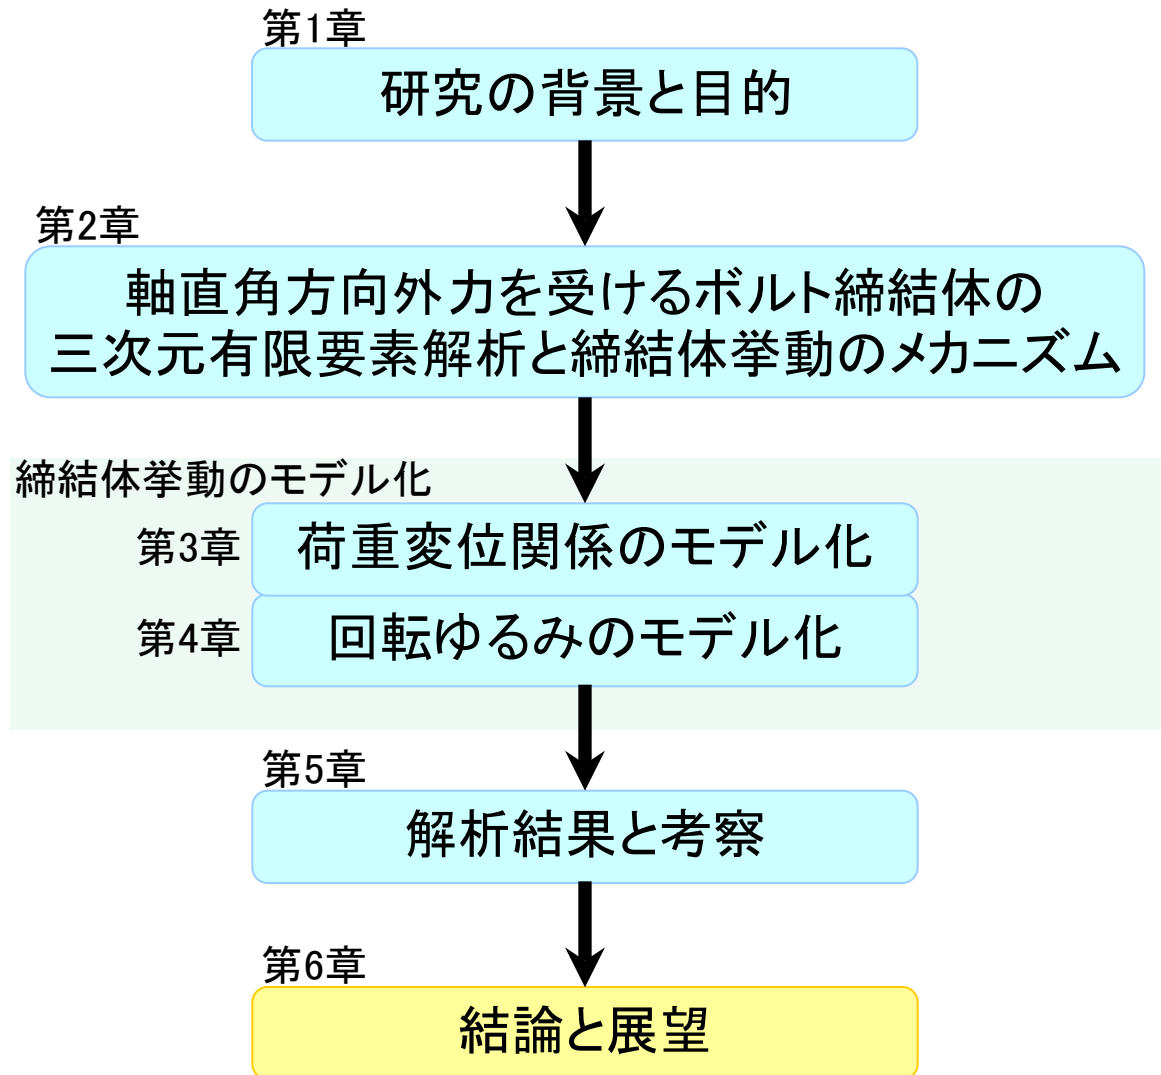 第1章
研究の背景と目的
第2章
軸直角方向外力を受けるボルト締結体の
三次元有限要素解析と締結体挙動のメカニズム
締結体挙動のモデル化
第3章
荷重変位関係のモデル化
第4章
回転ゆるみのモデル化
第5章
解析結果と考察
第6章
結論と展望